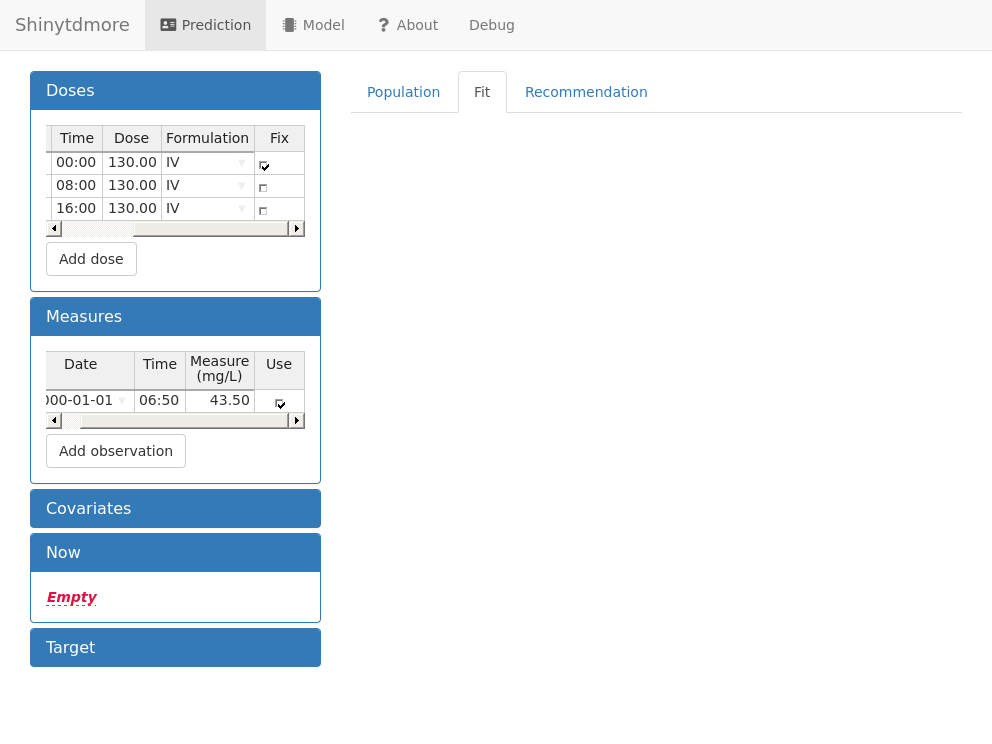 Shinytdmore Prediction Model ? About Debug
Doses
Time Dose Formulation Fix
00:00 130.00 IV
08:00 130.00 IV
16:00 130.00 IV
Add dose
Measures
Date Time Measure (mg/L) Use
000-01-01 06:50 43.50
Add observation
Covariates
Now
Empty
Target
Population Fit Recommendation